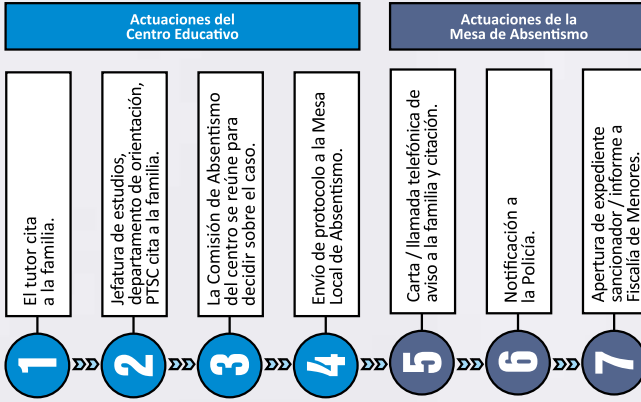 Actuaciones del
Centro Educativo
Actuaciones de la
Mesa de Absentismo
El tutor cita
a la familia.
Jefatura de estudios,
departamento de orientación,
PTSC cita a la familia.
La Comisión de Absentismo
del centro se reúne para
decidir sobre el caso.
Envío de protocolo a la Mesa
Local de Absentismo.
Carta / llamada telefónica de
aviso a la familia y citación.
Notificación a
la Policía.
Apertura de expediente
sancionador / informe a
Fiscalía de Menores.
1
2
3
4
5
6
7